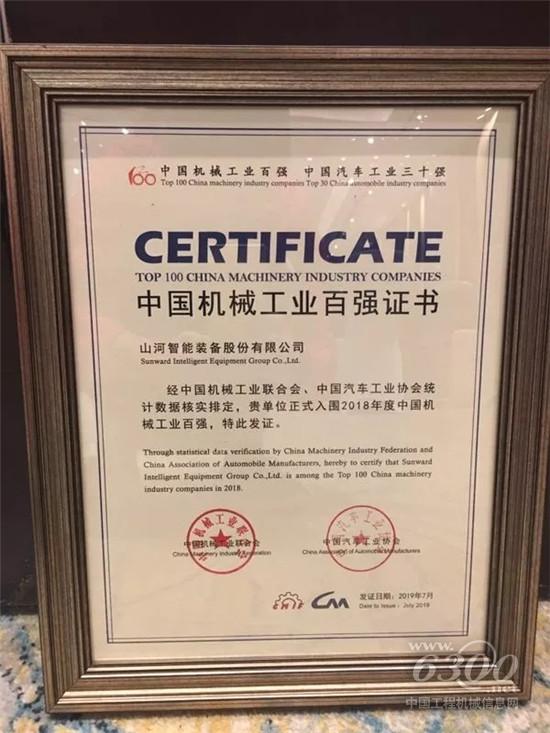 100 中国机械工业百强 中国汽车工业三十强
Top 100 China machinery industry companies Top 30 China automobile industry companies
CERTIFICATE
TOP 100 CHINA MACHINERY INDUSTRY COMPANIES
中国机械工业百强证书
山河智能装备股份有限公司
Sunward Intelligent Equipment Group Co.,Ltd.
经中国机械工业联合会、中国汽车工业协会统
计数据核实排定，贵单位正式入围2018年度中国机
械工业百强，特此发证。
Through statistical data verification by China Machinery Industry Federation and
China Association of Automobile Manufacturers, hereby to certify that Sunward
Intelligent Equipment Group Co.,Ltd. is among the Top 100 China machinery
industry companies in 2018.
中国机械工业联合会 中国汽车工业协会
China Machinery Industry Federation China Association of Automobile Manufacturers
CMIF CM 发证日期：2019年7月
Date to Issue：July 2019
www.
6300
.net
中国工程机械信息网